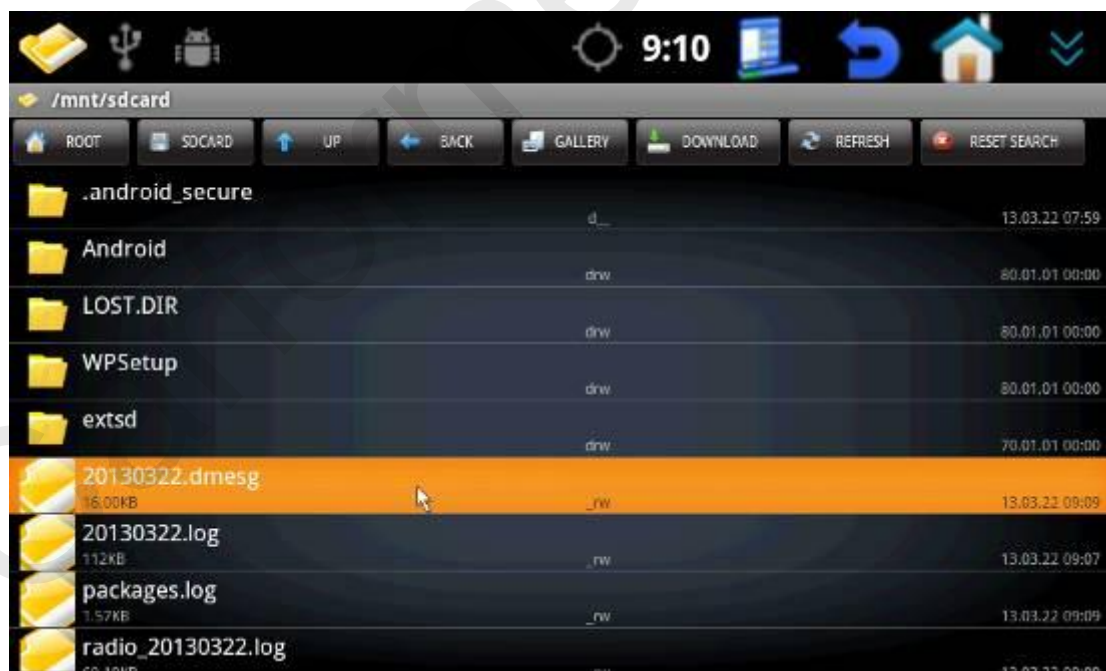 9:10
/mnt/sdcard
ROOT SDCARD UP BACK GALLERY DOWNLOAD REFRESH RESET SEARCH
.android_secure
d__ 13.03.22 07:59
Android
drw 80.01.01 00:00
LOST.DIR
drw 80.01.01 00:00
WPSetup
drw 80.01.01 00:00
extsd
drw 70.01.01 00:00
20130322.dmesg
16.00KB _rw 13.03.22 09:09
20130322.log
112KB _rw 13.03.22 09:07
packages.log
1.57KB _rw 13.03.22 09:09
radio_20130322.log